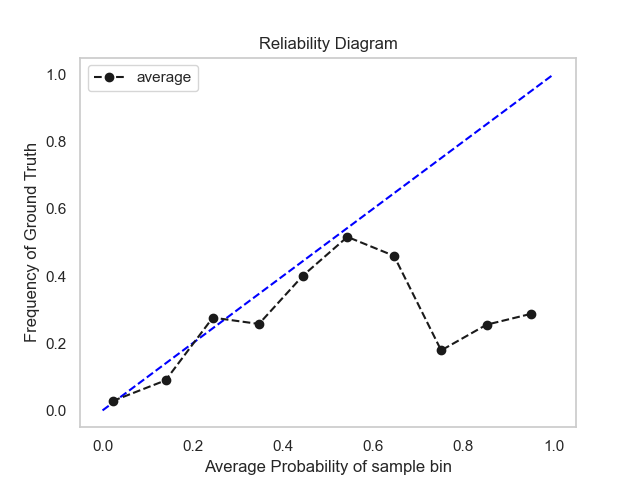 Reliability Diagram
average
Frequency of Ground Truth
1.0
0.8
0.6
0.4
0.2
0.0
0.0 0.2 0.4 0.6 0.8 1.0
Average Probability of sample bin